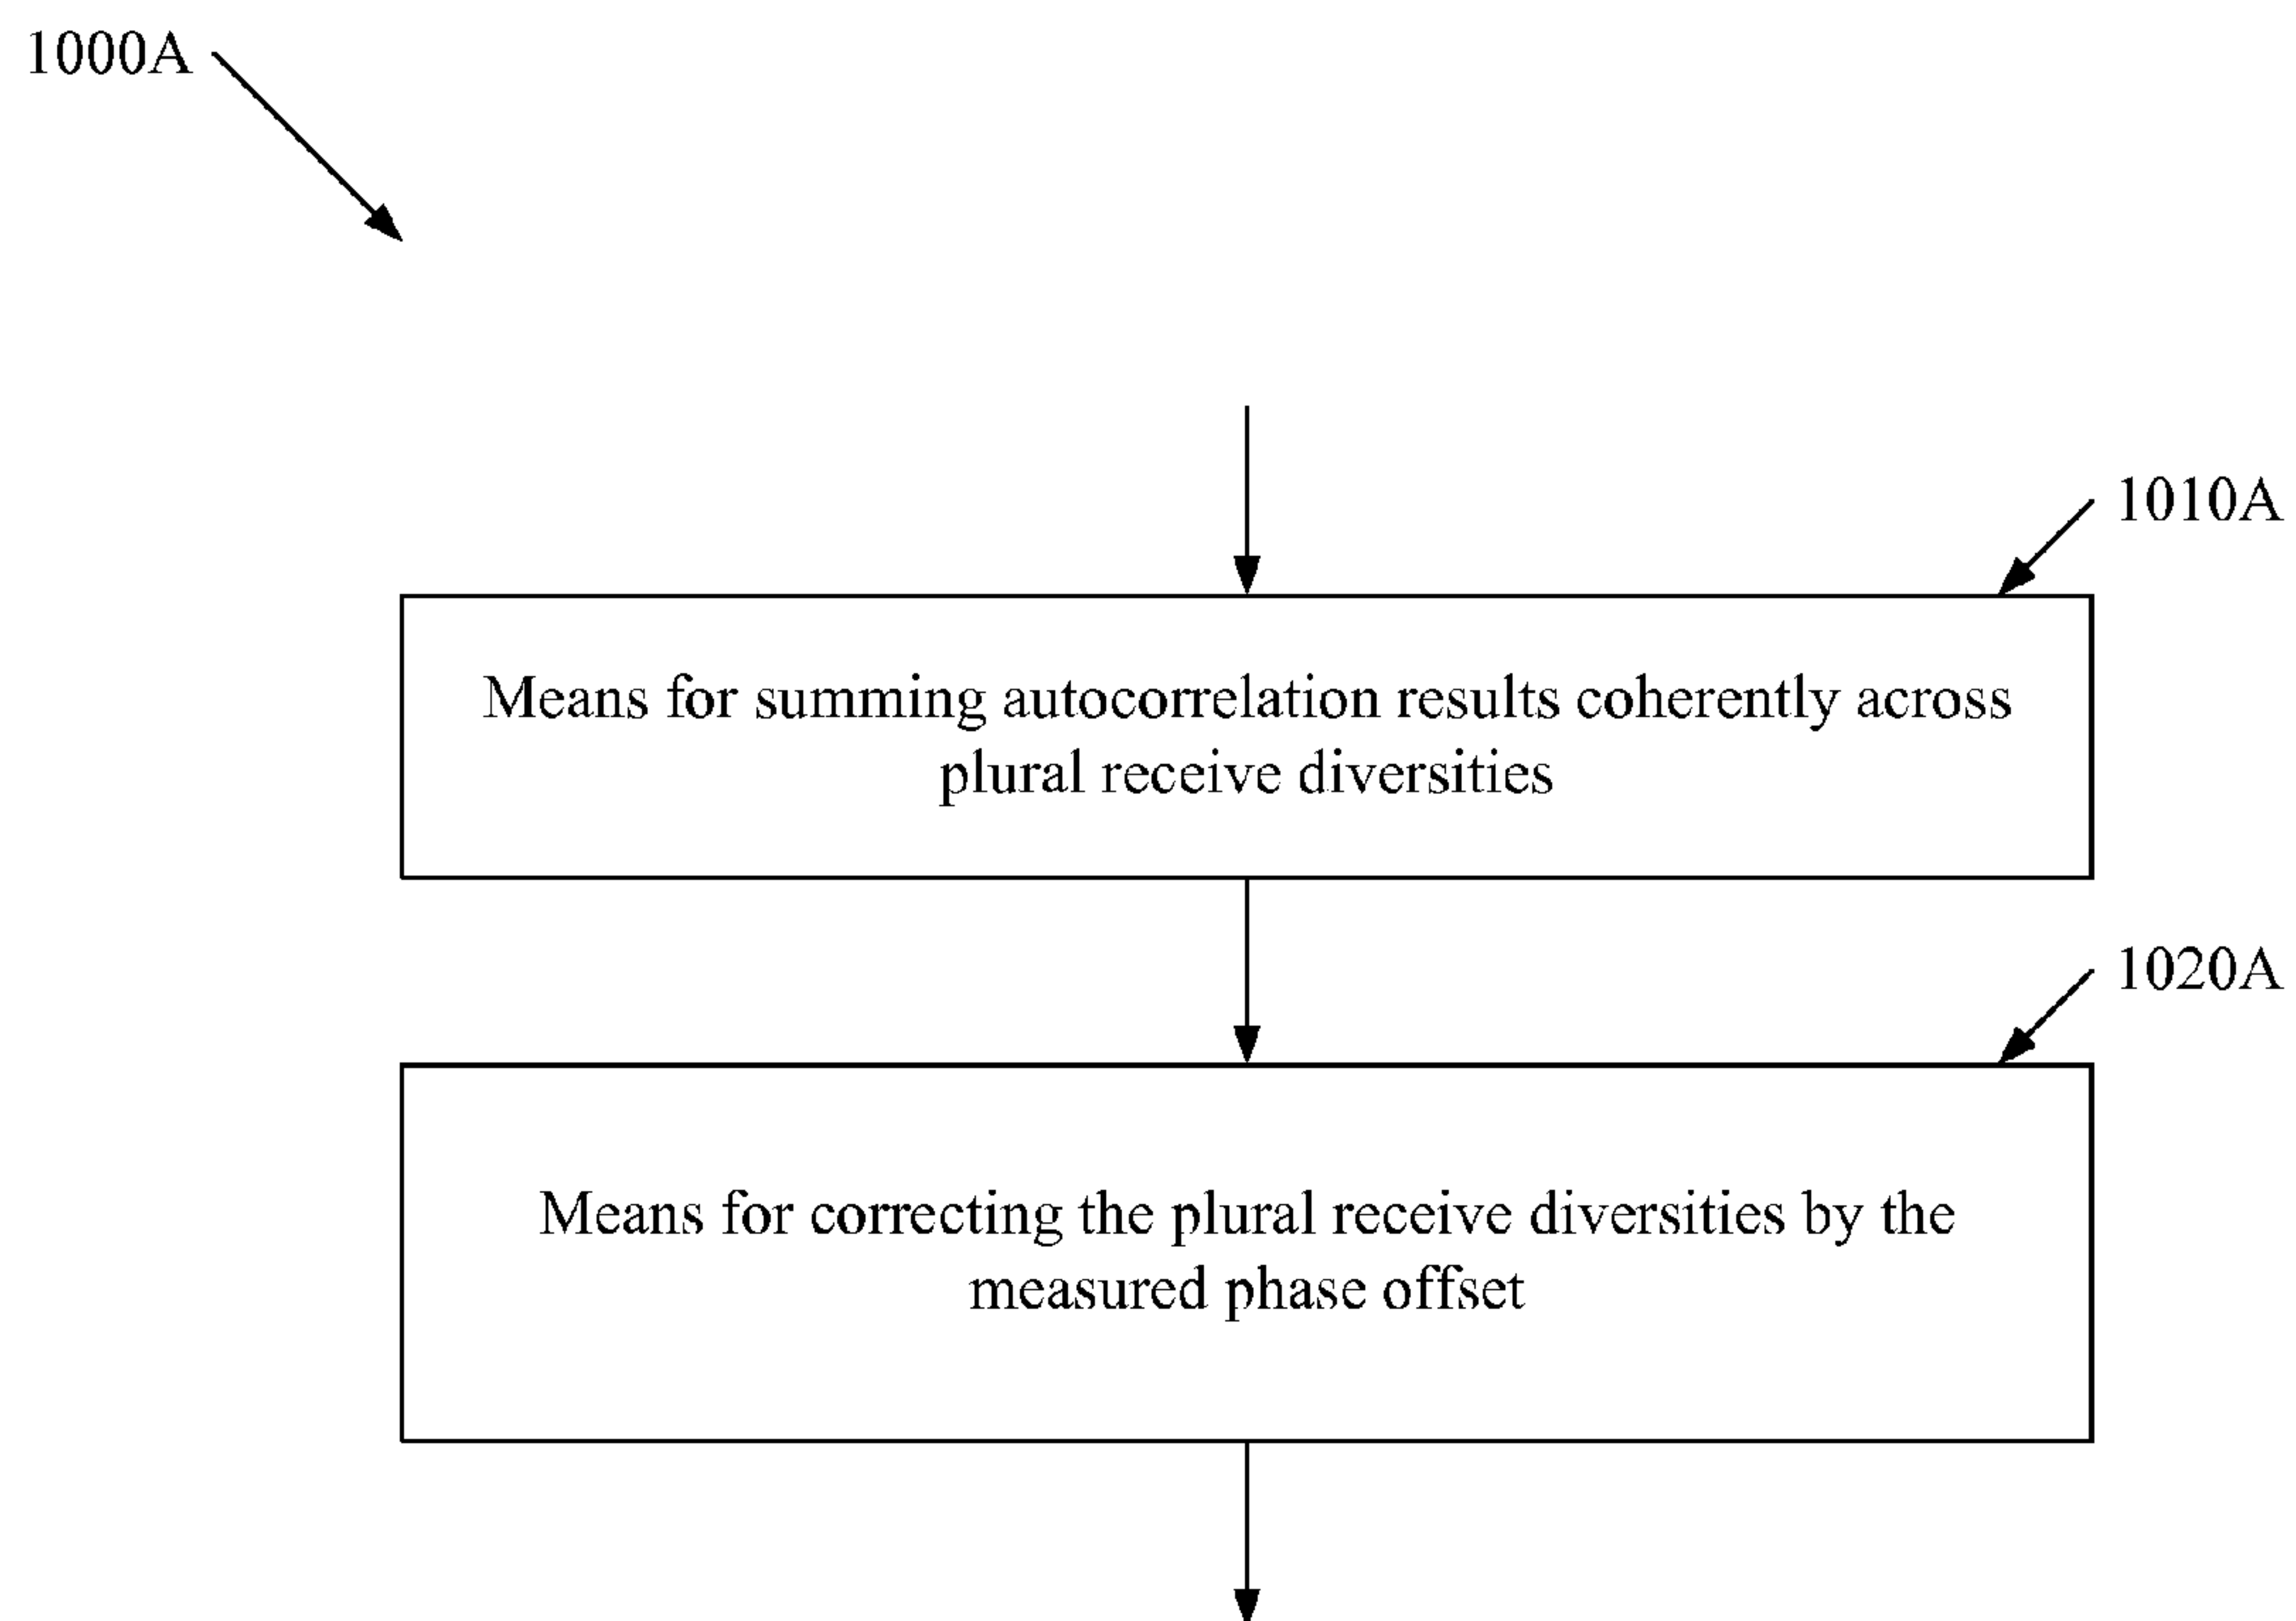 1000A
1010A
Means for summing autocorrelation results coherently across
plural receive diversities
1020A
Means for correcting the plural receive diversities by the
measured phase offset